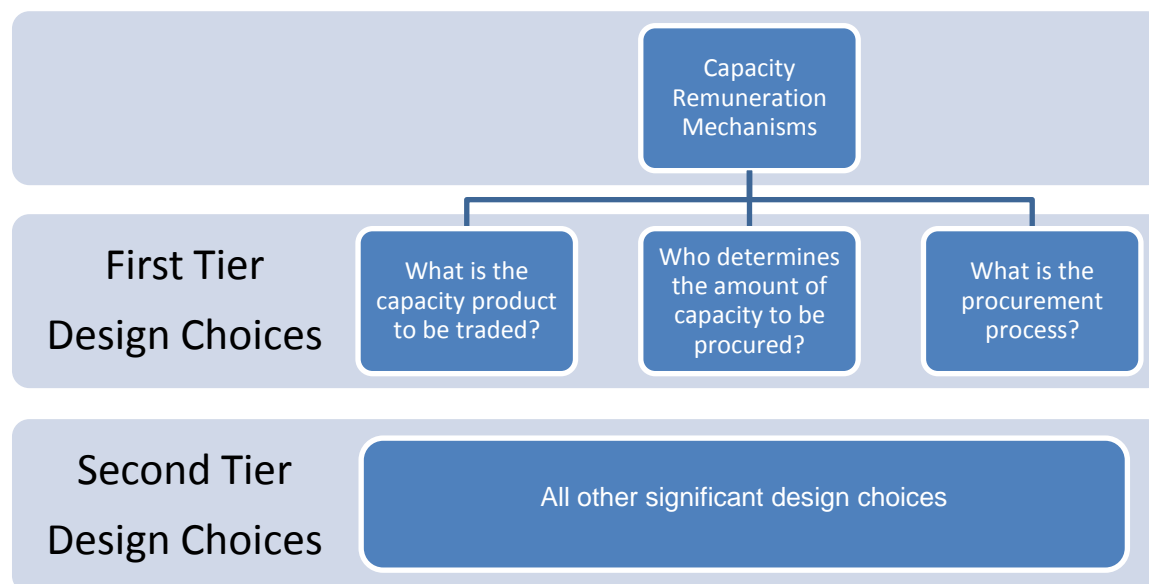 Capacity
Remuneration
Mechanisms
First Tier
Design Choices
What is the
capacity product
to be traded?
Who determines
the amount of
capacity to be
procured?
What is the
procurement
process?
Second Tier
Design Choices
All other significant design choices